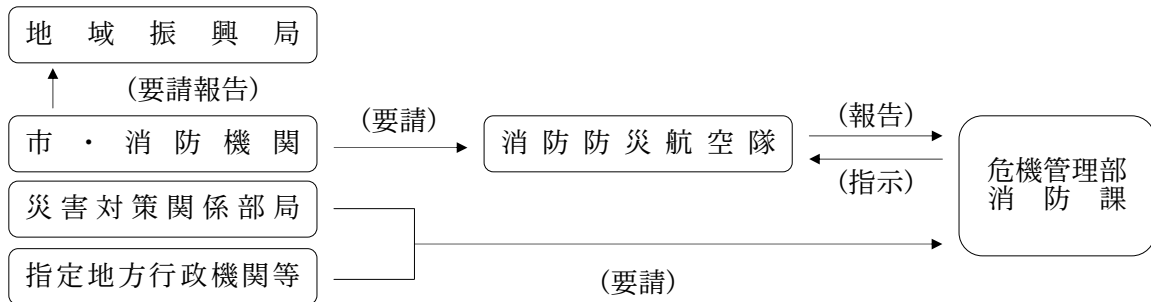 地域振興局
(要請報告)
市・消防機関
(要請)
消防防災航空隊
(報告)
(指示)
危機管理部
消防課
災害対策関係部局
指定地方行政機関等
(要請)